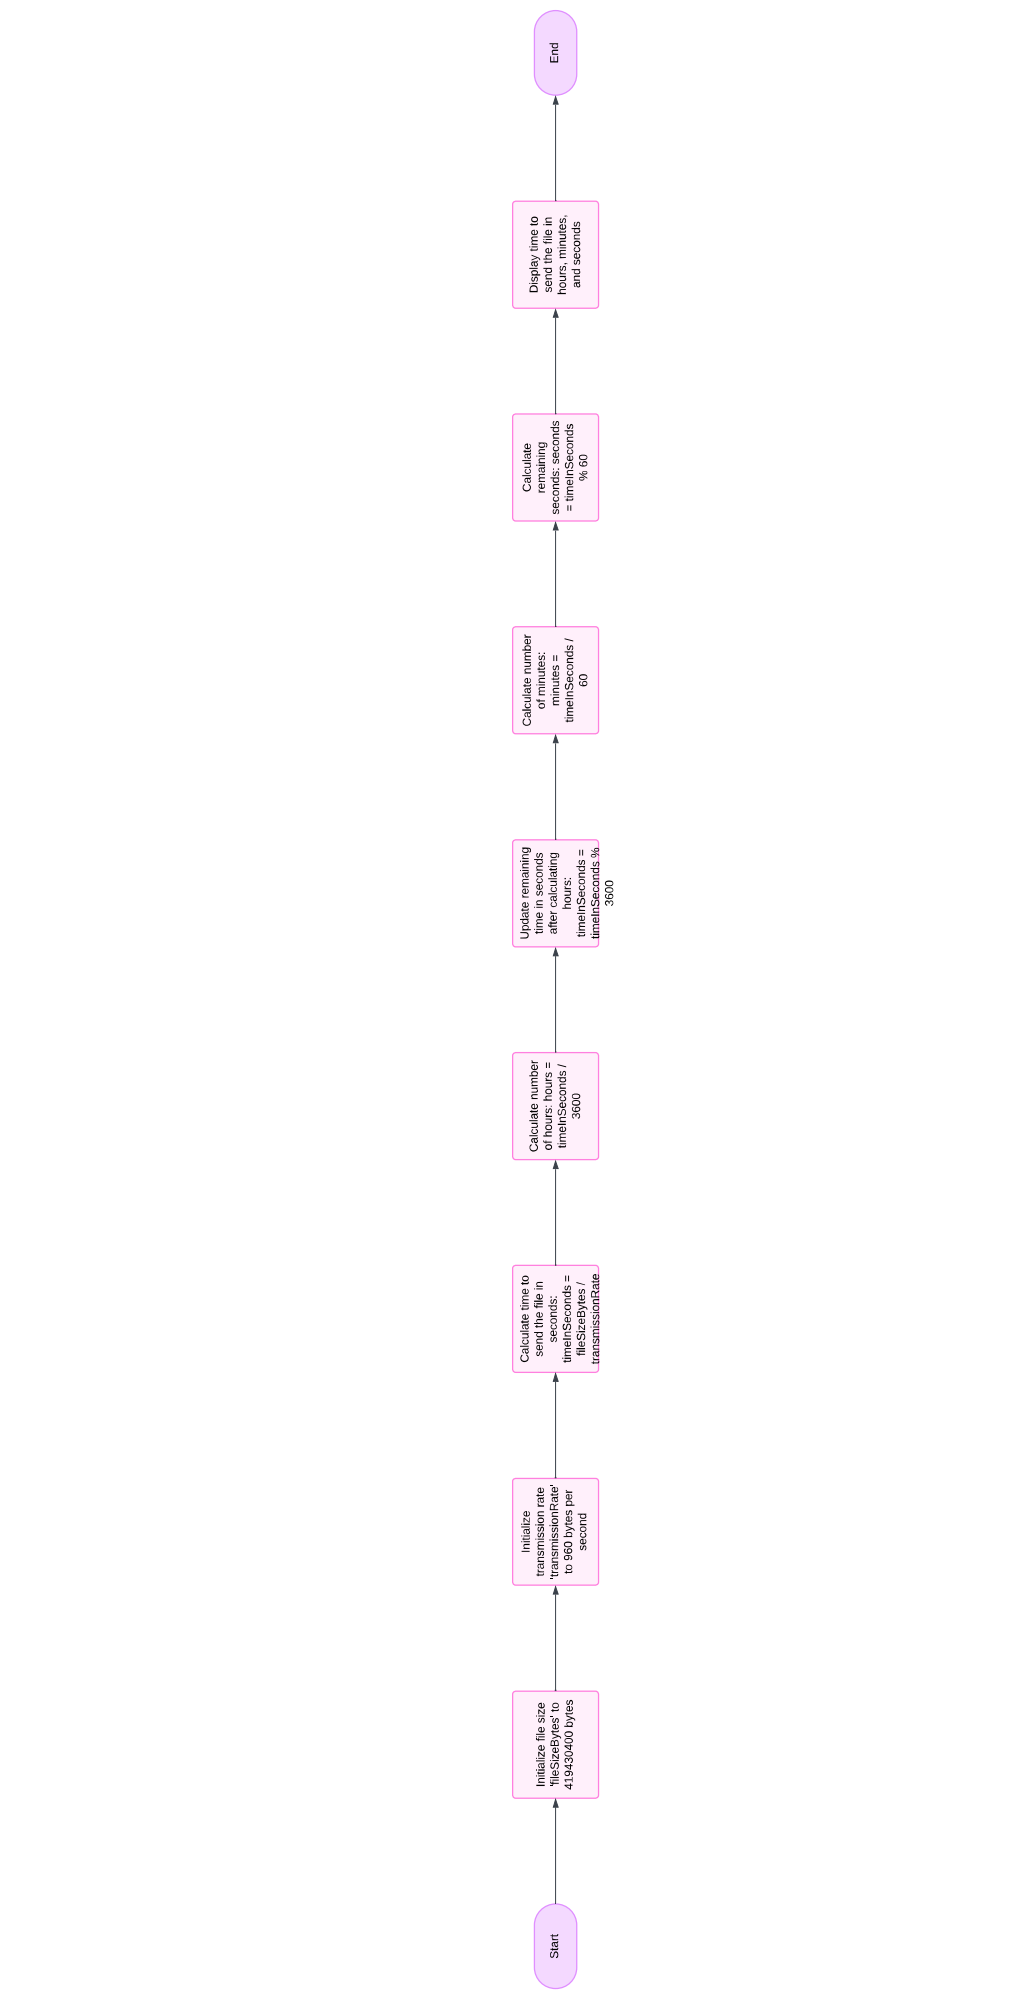 Start
Initialize file size
'fileSizeBytes' to
419430400 bytes
Initialize
transmission rate
'transmissionRate'
to 960 bytes per
second
Calculate time to
send the file in
seconds:
timeInSeconds =
fileSizeBytes /
transmissionRate
Calculate number
of hours: hours =
timeInSeconds /
3600
Update remaining
time in seconds
after calculating
hours:
timeInSeconds =
timeInSeconds %
3600
Calculate number
of minutes:
minutes =
timeInSeconds /
60
Calculate
remaining
seconds: seconds
= timeInSeconds
% 60
Display time to
send the file in
hours, minutes,
and seconds
End